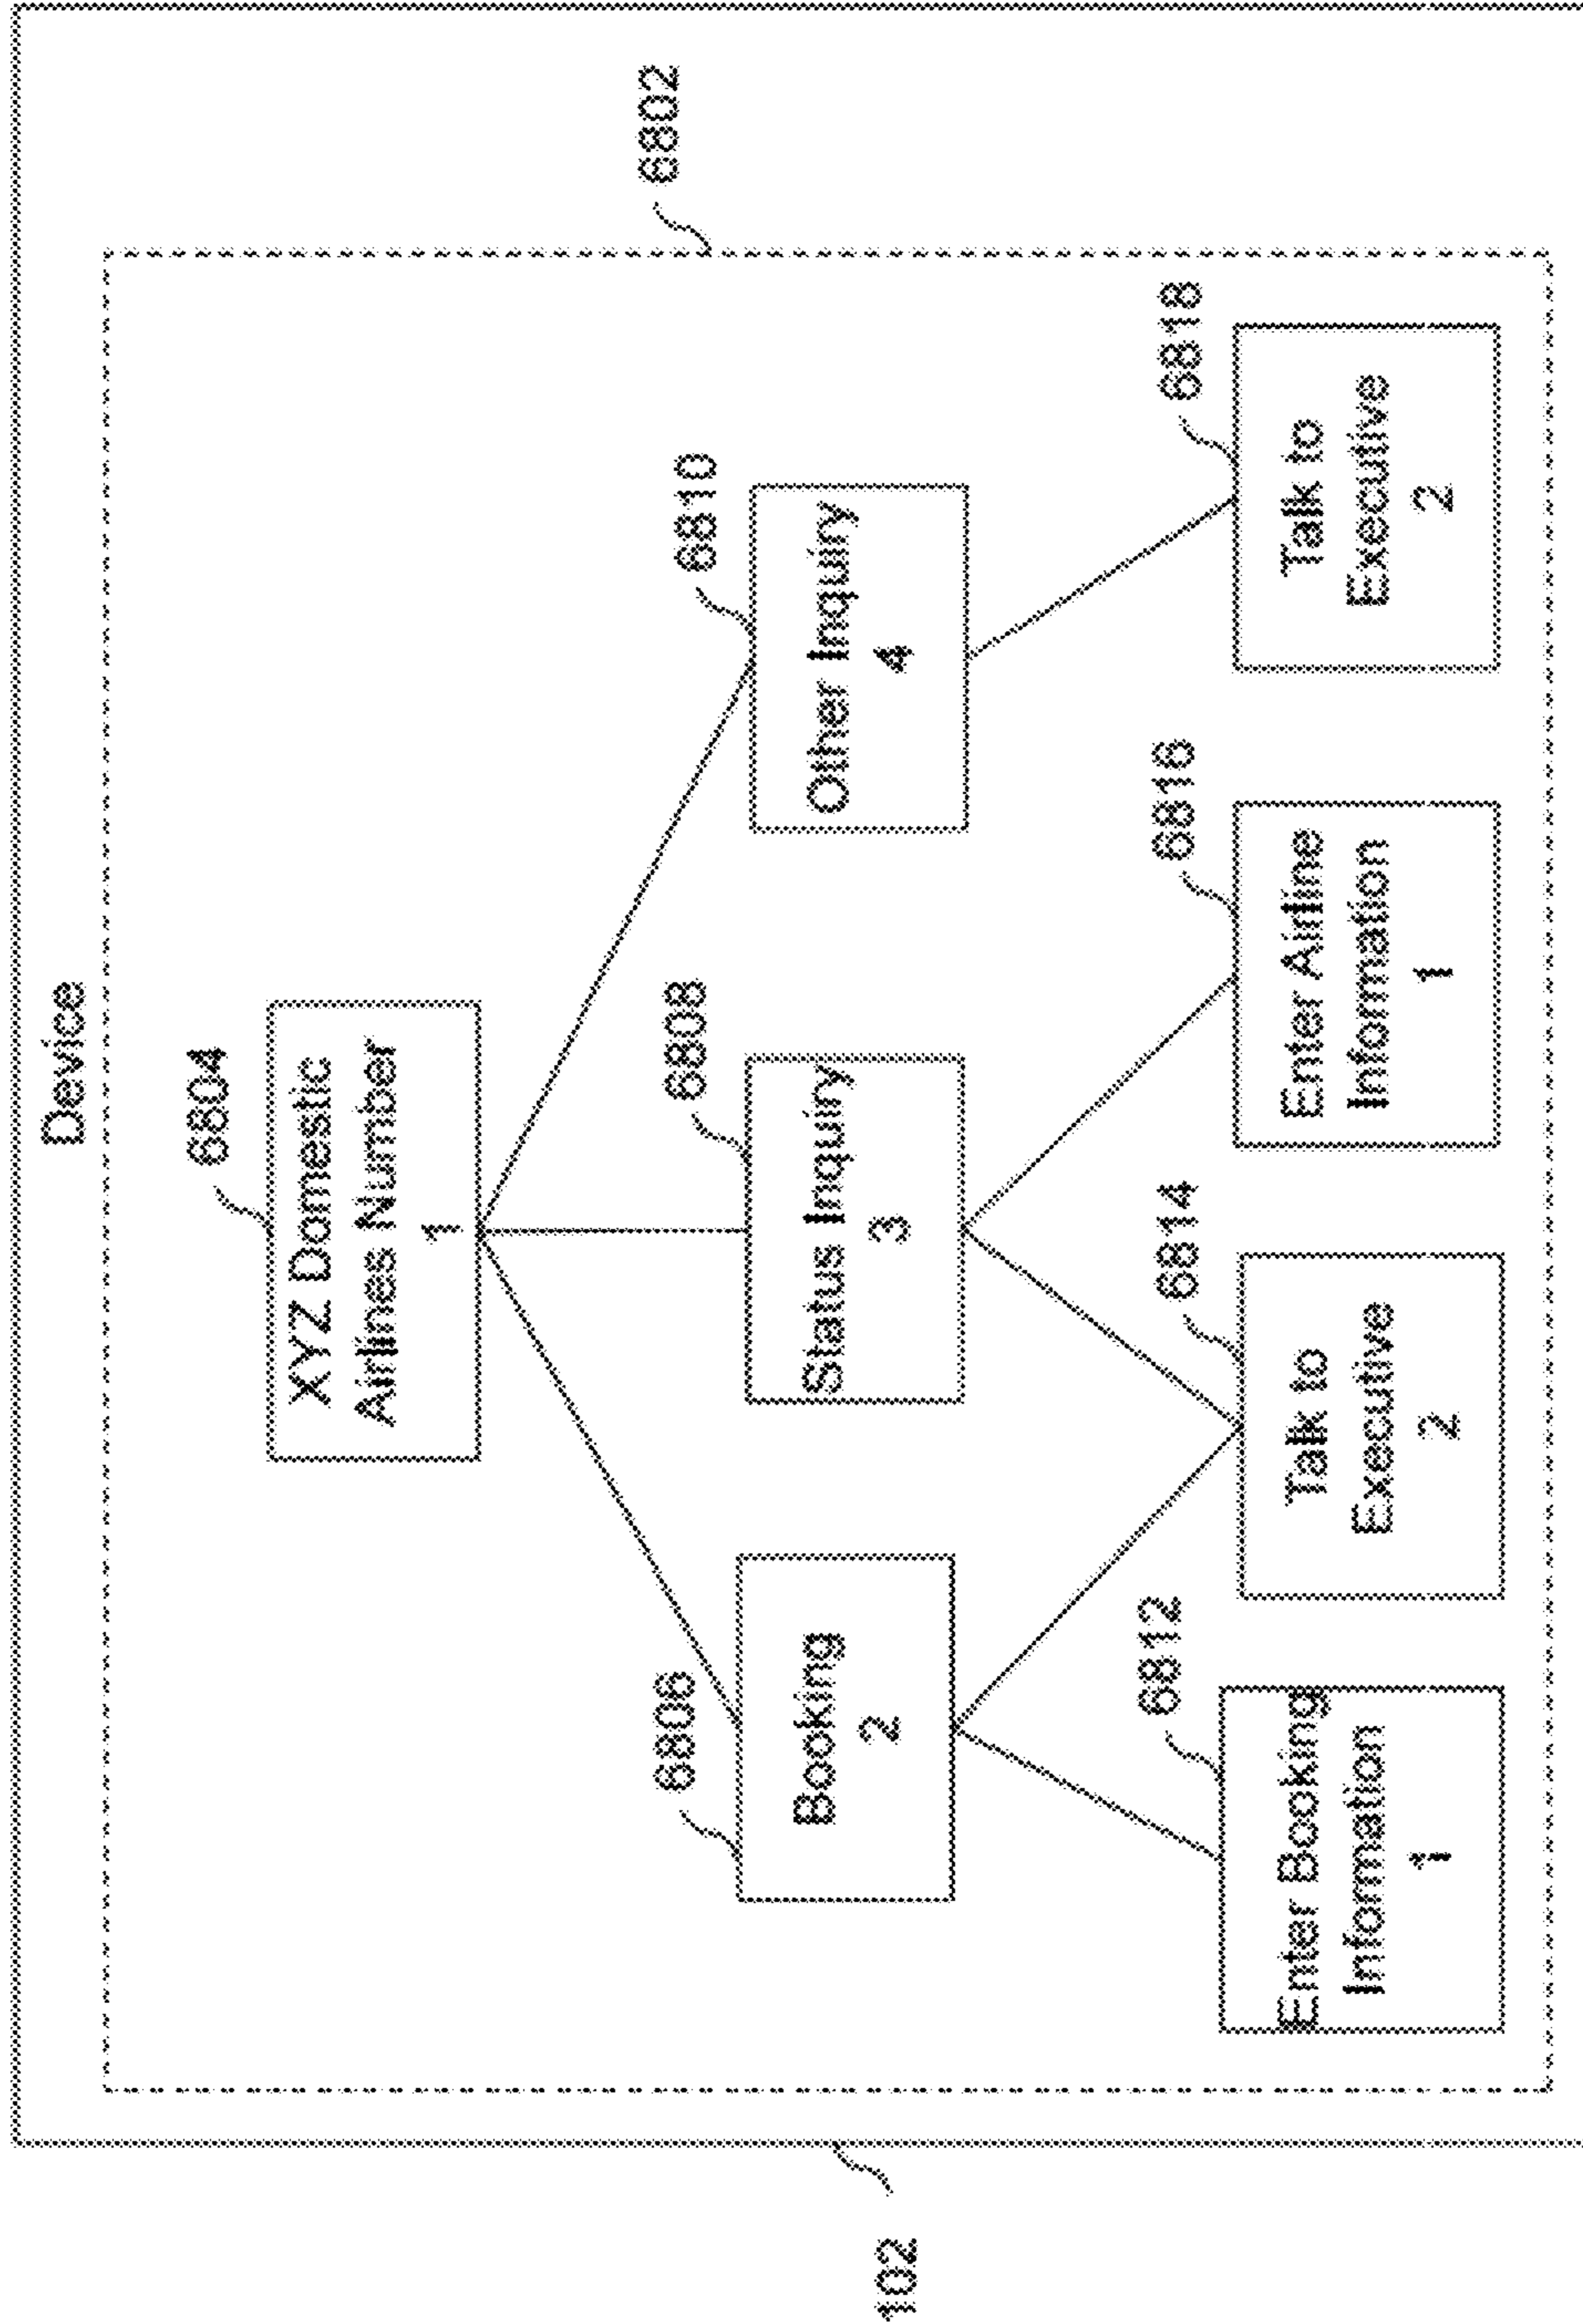 Device
6802
6804
XYZ Domestic
Airlines Number
1
6806
Booking
2
6808
Status Inquiry
3
6810
Other Inquiry
4
6812
Enter Booking
Information
1
6814
Talk to
Executive
2
6816
Enter Airline
Information
1
6818
Talk to
Executive
2
102